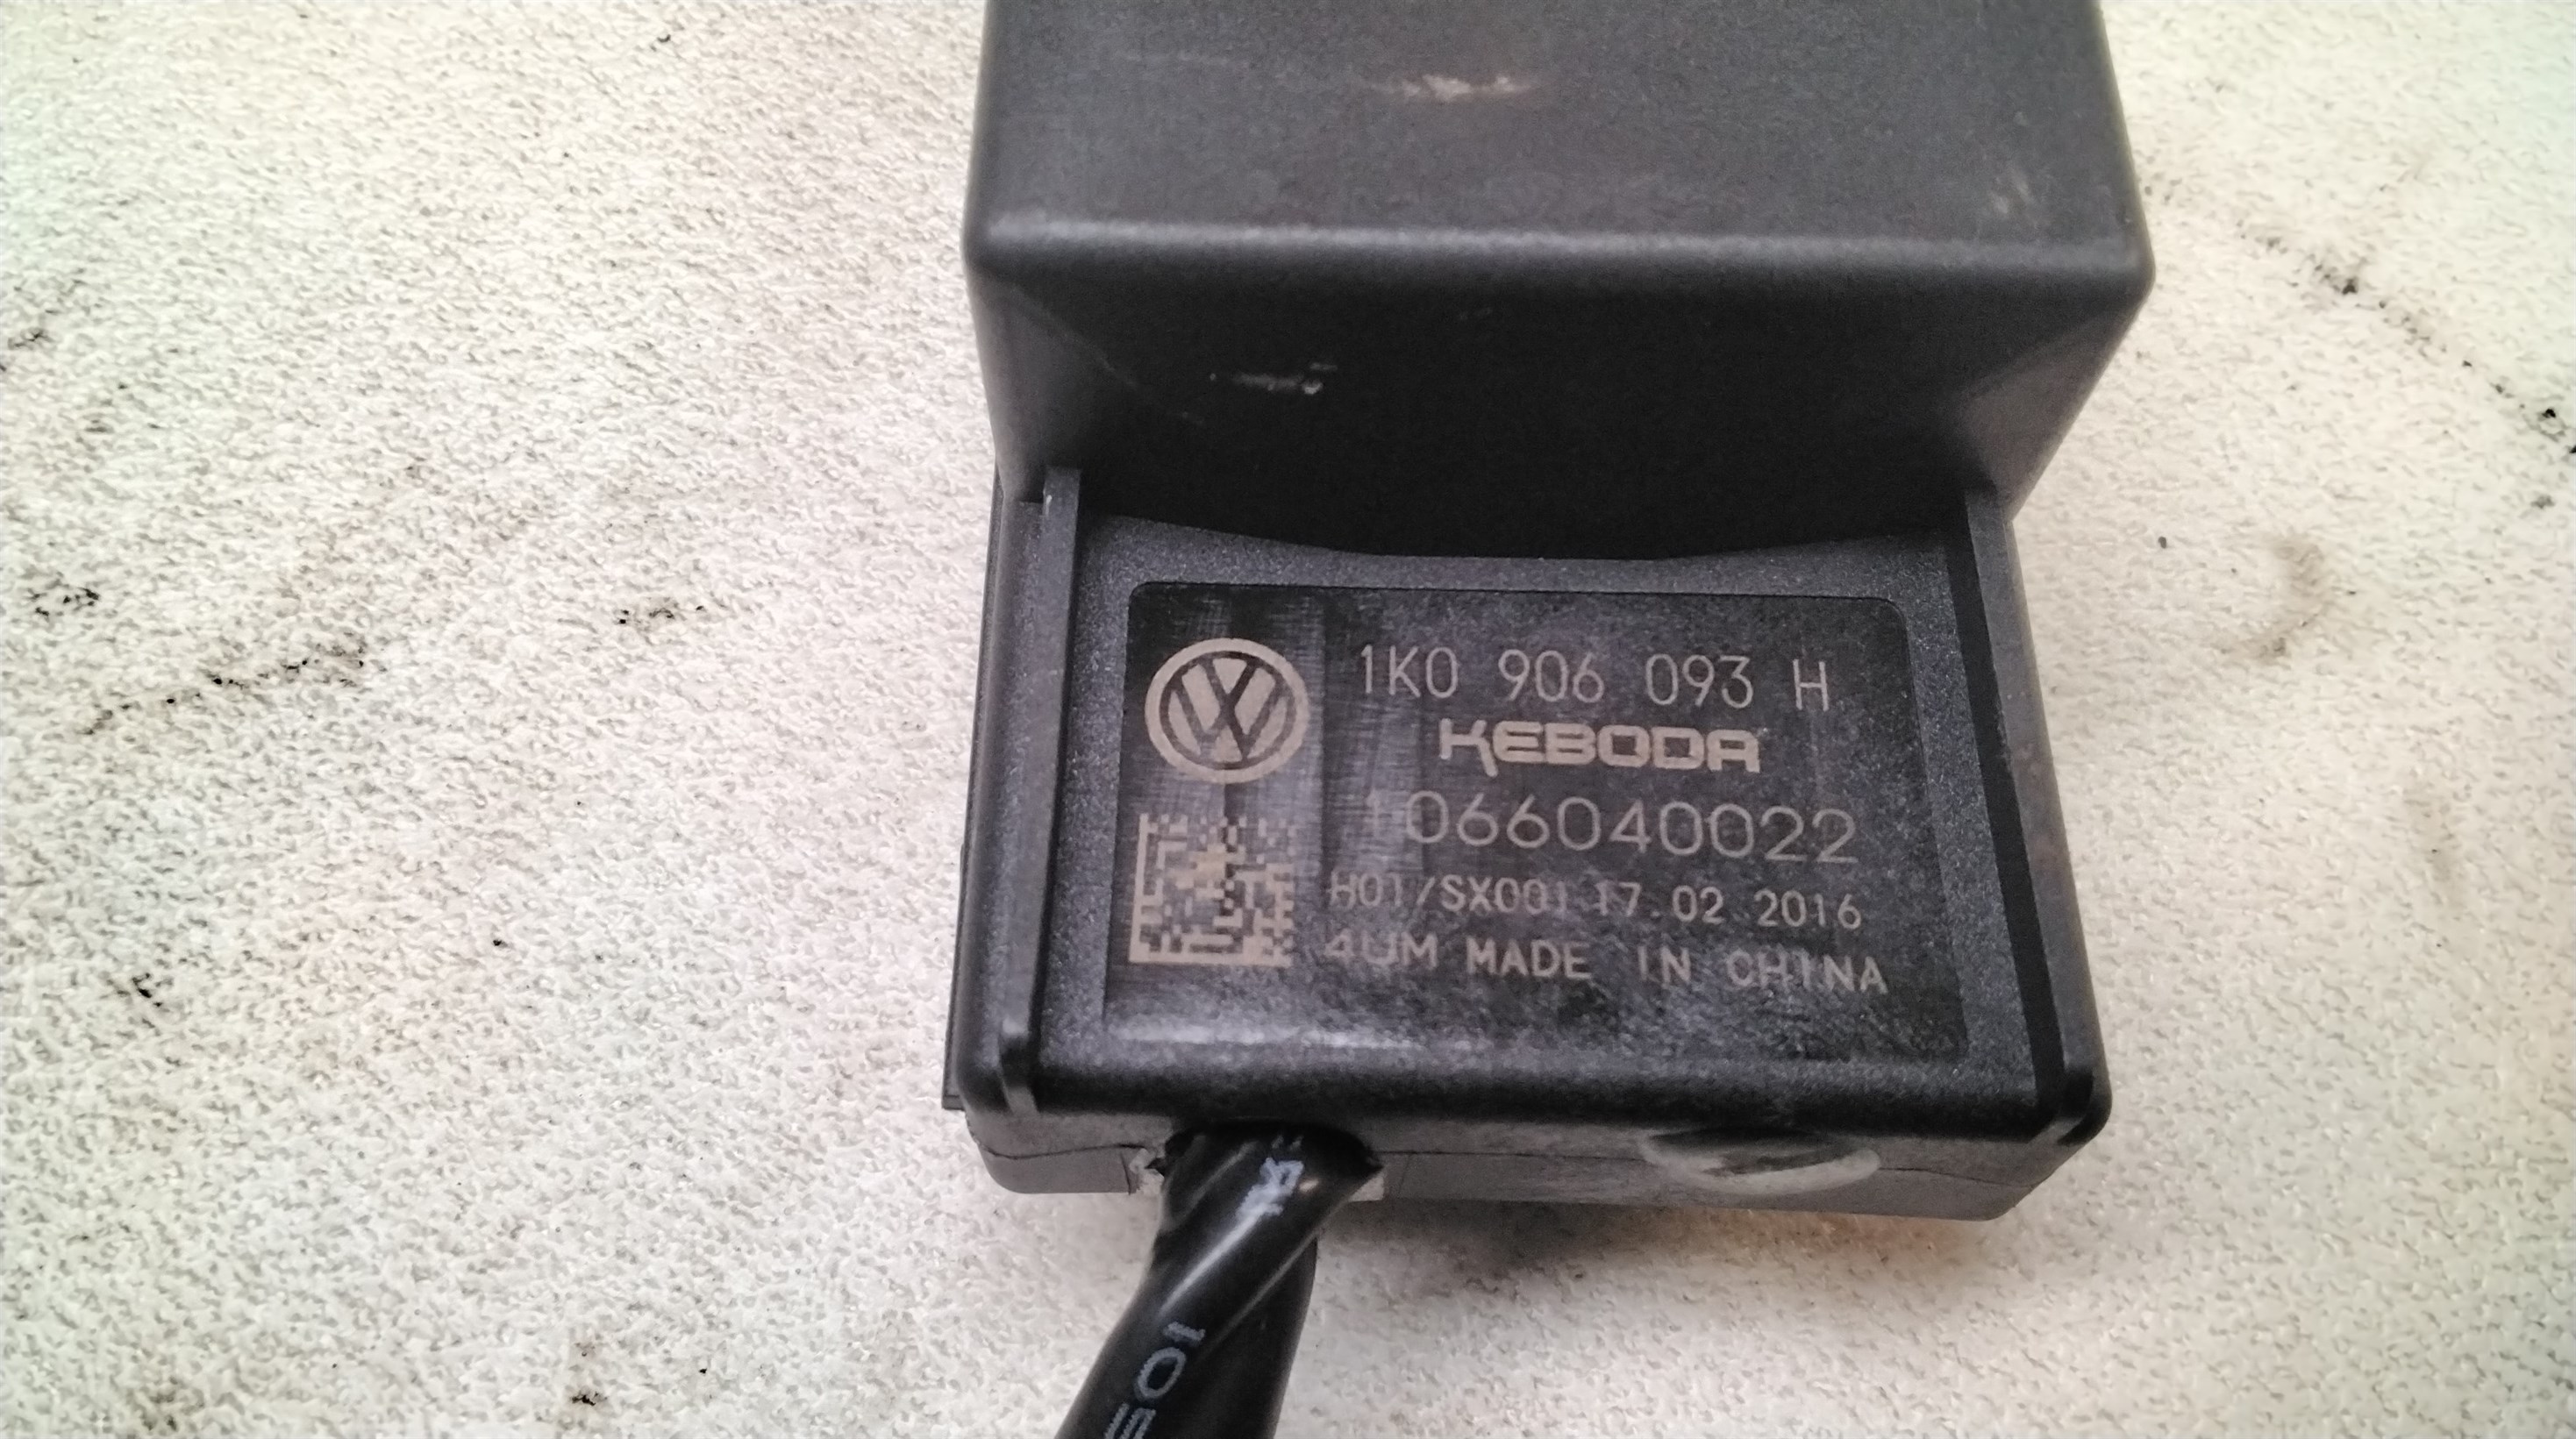 1K0 906 093 H
KEBODA
1066040022
H01/SX001 17.02.2016
4UM MADE IN CHINA